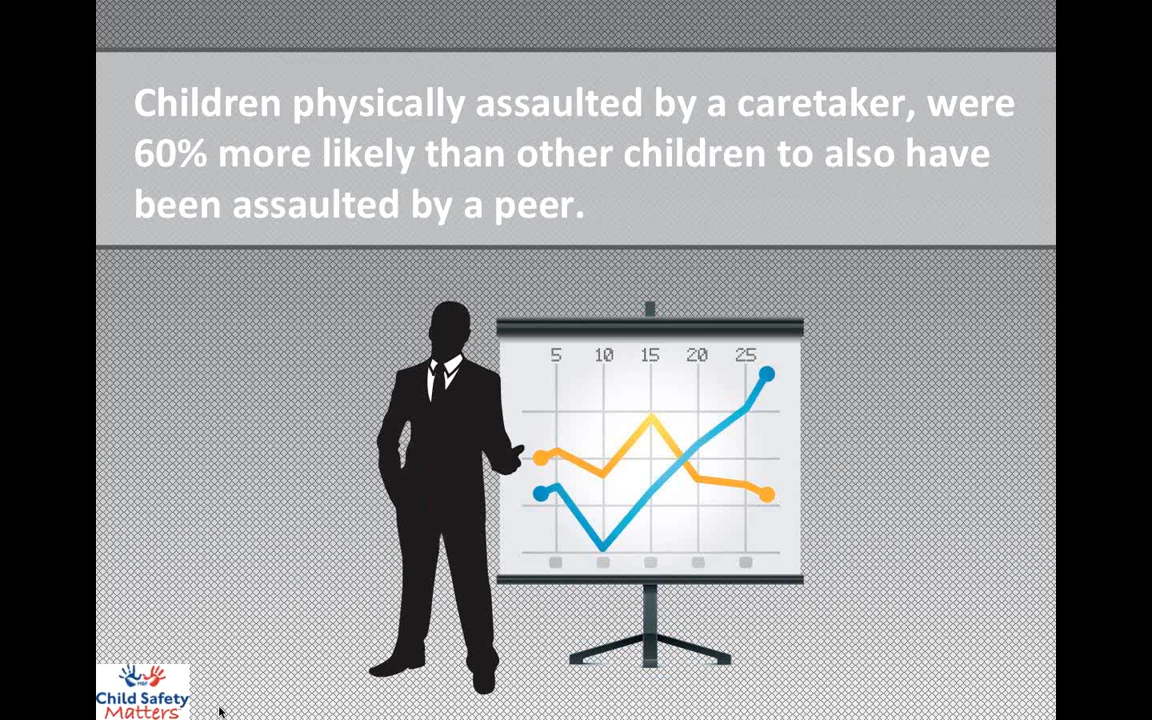 Children physically assaulted by a caretaker, were
60% more likely than other children to also have
been assaulted by a peer.
5 10 15 20 25
Child Safety
Matters